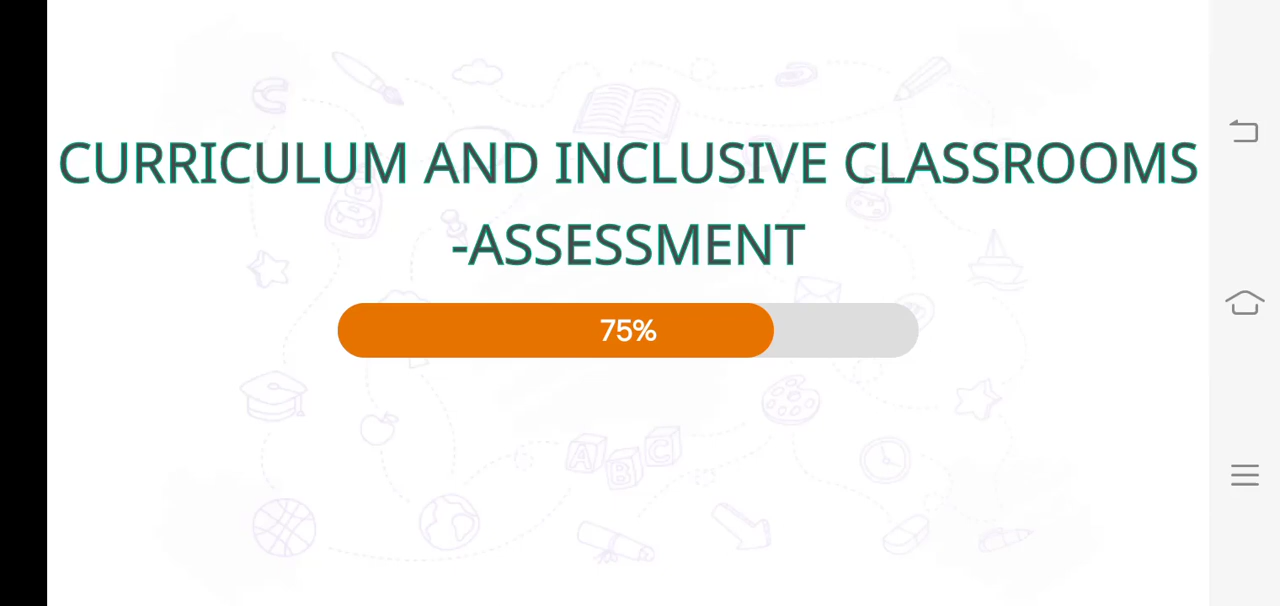 CURRICULUM AND INCLUSIVE CLASSROOMS
-ASSESSMENT
75%
A
B
C